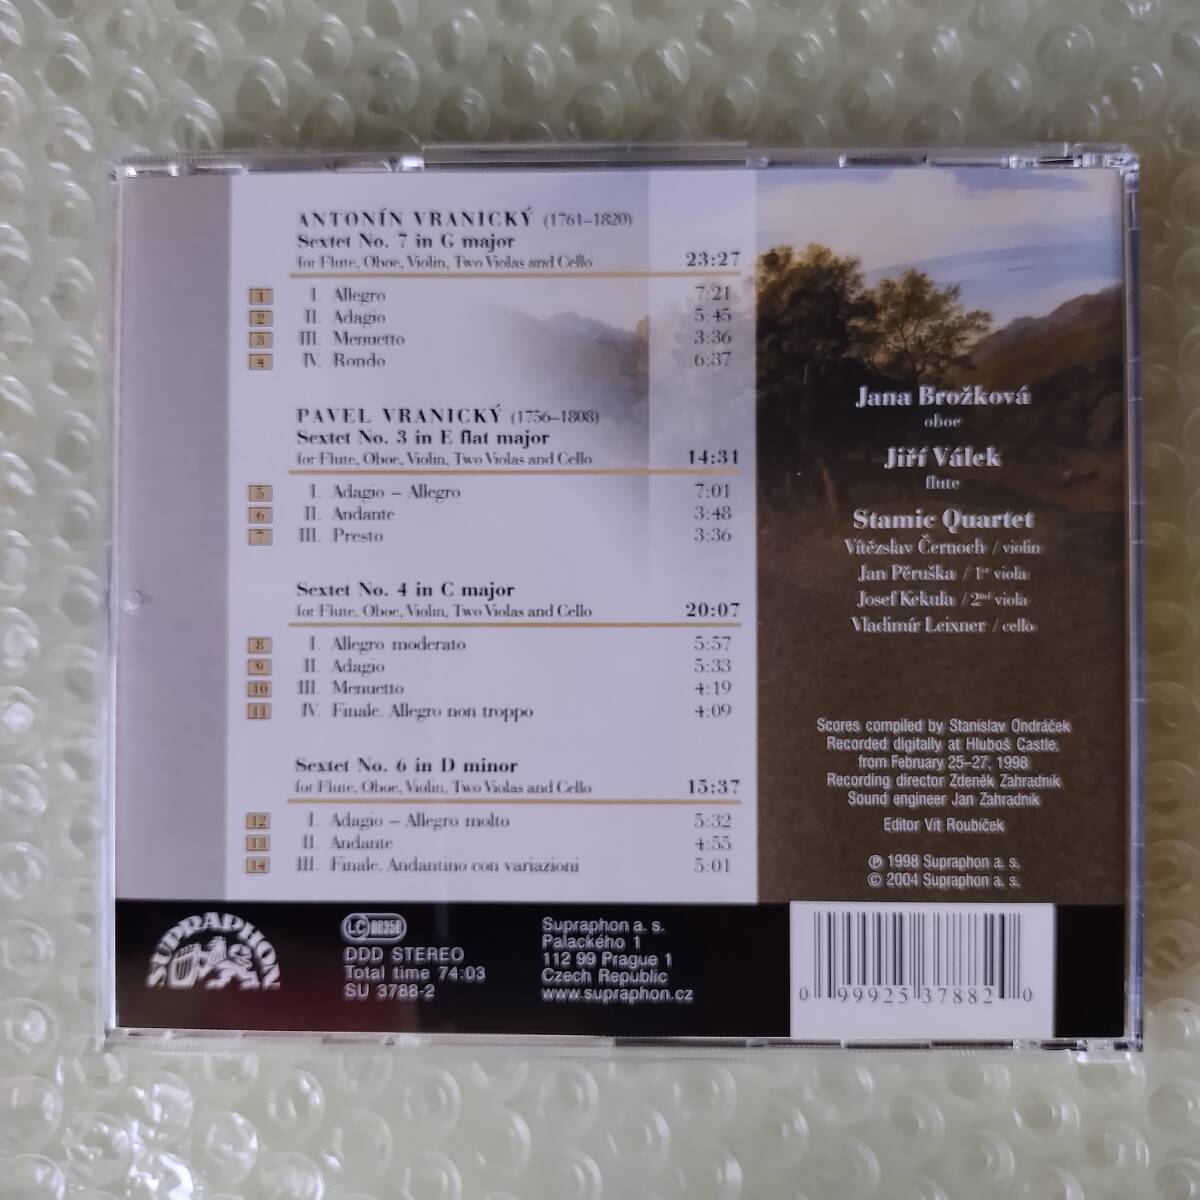 ANTONÍN VRANICKÝ (1761–1820)
Sextet No. 7 in G major
for Flute, Oboe, Violin, Two Violas and Cello 23:27
1 I. Allegro 7:21
2 II. Adagio 5:45
3 III. Menuetto 3:36
4 IV. Rondo 6:37
PAVEL VRANICKÝ (1756–1808)
Sextet No. 3 in E flat major
for Flute, Oboe, Violin, Two Violas and Cello 14:31
5 I. Adagio – Allegro 7:01
6 II. Andante 3:48
7 III. Presto 3:36
Sextet No. 4 in C major
for Flute, Oboe, Violin, Two Violas and Cello 20:07
8 I. Allegro moderato 5:57
9 II. Adagio 5:33
10 III. Menuetto 4:19
11 IV. Finale. Allegro non troppo 4:09
Sextet No. 6 in D minor
for Flute, Oboe, Violin, Two Violas and Cello 15:37
12 I. Adagio – Allegro molto 5:32
13 II. Andante 4:55
14 III. Finale. Andantino con variazioni 5:01
Jana Brožková
oboe
Jiří Válek
flute
Stamic Quartet
Vítězslav Černoch / violin
Jan Pěruška / 1st viola
Josef Kekula / 2nd viola
Vladimír Leixner / cello
Scores compiled by Stanislav Ondráček
Recorded digitally at Hluboš Castle,
from February 25–27, 1998
Recording director Zdeněk Zahradník
Sound engineer Jan Zahradník
Editor Vít Roubíček
℗ 1998 Supraphon a. s.
© 2004 Supraphon a. s.
SUPRAPHON
LC 00358
DDD STEREO
Total time 74:03
SU 3788-2
Supraphon a. s.
Palackého 1
112 99 Prague 1
Czech Republic
www.supraphon.cz
0 99925 37882 0